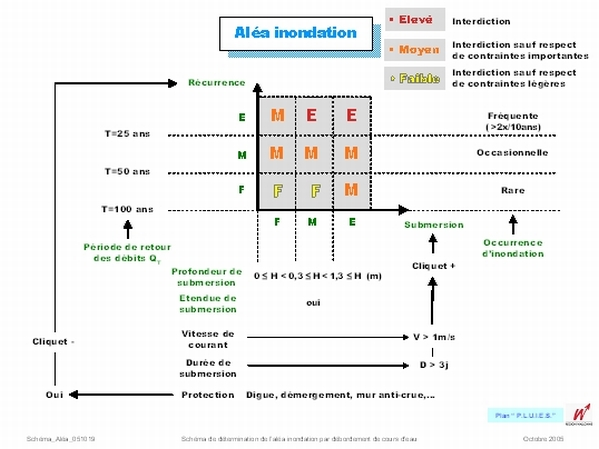 Aléa inondation
• Elevé
Interdiction
• Moyen
Interdiction sauf respect
de contraintes importantes
• Faible
Interdiction sauf respect
de contraintes légères
Récurrence
E
M E E
Fréquente
(>2x/10ans)
T=25 ans
M
M M M
Occasionnelle
T=50 ans
F
F F M
Rare
T=100 ans
F M E
Submersion
Période de retour
des débits QT
Occurrence
d'inondation
Cliquet +
Profondeur de
submersion
0 ≤ H < 0,3 ≤ H < 1,3 ≤ H (m)
Etendue de
submersion
oui
Vitesse de
courant
V > 1m/s
Cliquet -
Durée de
submersion
D > 3j
Oui
Protection
Digue, démergement, mur anti-crue,...
Plan " P.L.U.I.E.S."
RÉGION WALLONNE
Schéma_Aléa_051019
Schéma de détermination de l'aléa inondation par débordement de cours d'eau
Octobre 2005